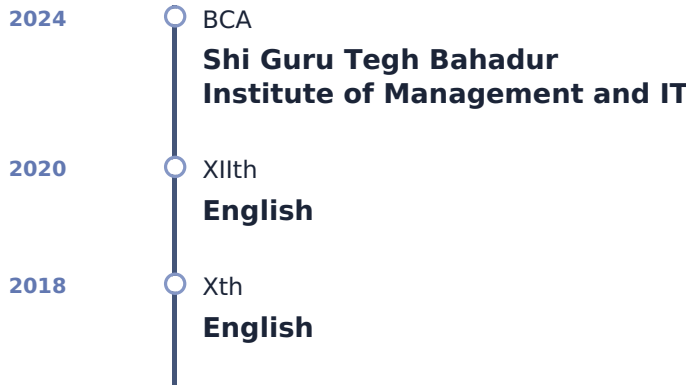 2024
BCA
Shi Guru Tegh Bahadur
Institute of Management and IT
2020
XIIth
English
2018
Xth
English